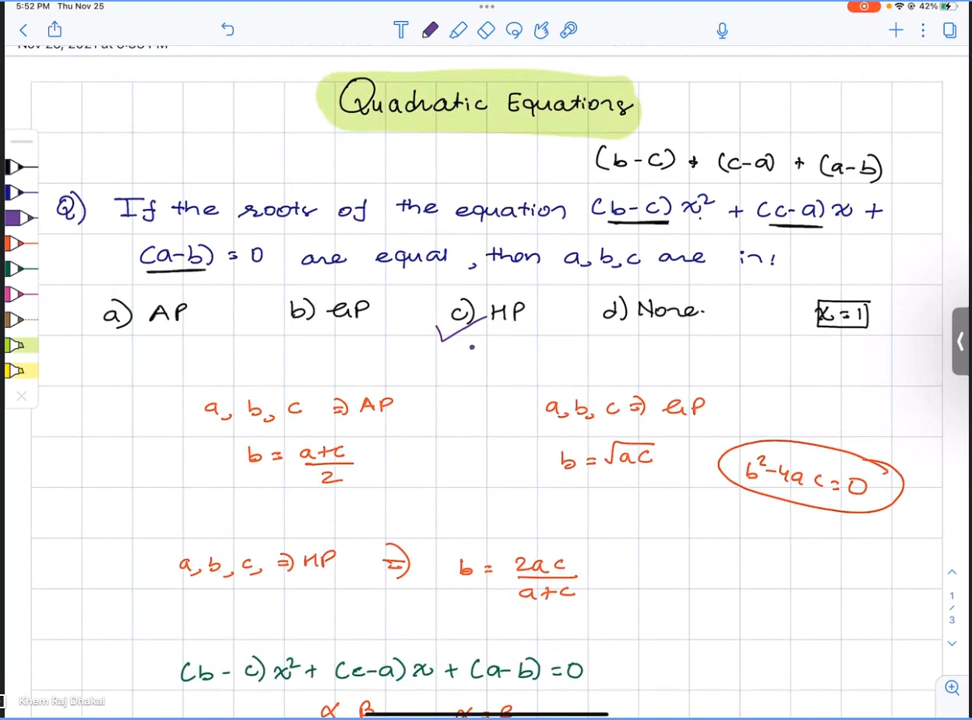 5:52 PM Thu Nov 25
42%
Quadratic Equations
(b-c) + (c-a) + (a-b)
Q) If the roots of the equation (b-c)x² + (c-a)x +
(a-b) = 0 are equal, then a, b, c are in:
a) AP b) GP c) HP d) None. x = 1
a, b, c ⇒ AP a, b, c ⇒ GP
b = (a+c)/2 b = √ac b²-4ac = 0
a, b, c, ⇒ HP ⇒ b = 2ac/(a+c)
1
/
3
(b-c)x² + (c-a)x + (a-b) = 0
Khem Raj Dhakal